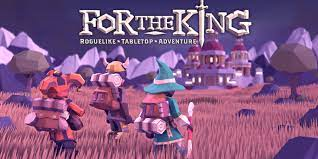 FOR THE KING
ROGUELIKE • TABLETOP • ADVENTURE